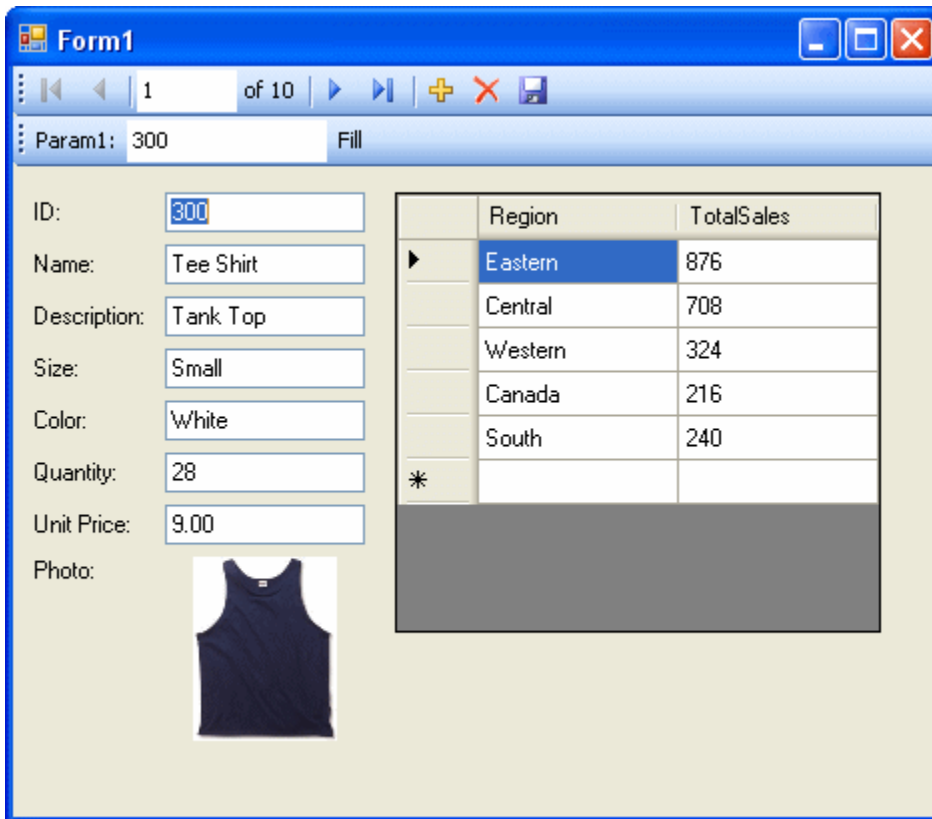 Form1
1 of 10
Param1: 300 Fill
ID: 300
Name: Tee Shirt
Description: Tank Top
Size: Small
Color: White
Quantity: 28
Unit Price: 9.00
Photo:
Region TotalSales
Eastern 876
Central 708
Western 324
Canada 216
South 240